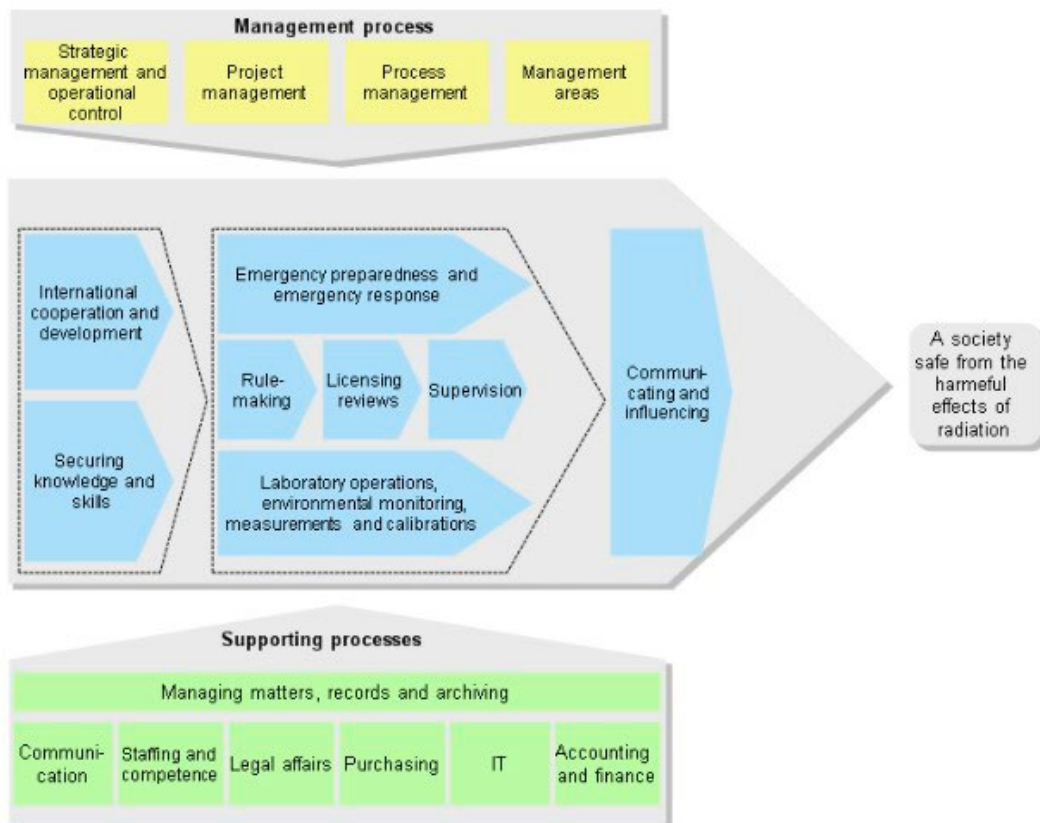 Management process
Strategic
management and
operational
control
Project
management
Process
management
Management
areas
International
cooperation and
development
Securing
knowledge and
skills
Emergency preparedness and
emergency response
Rule-
making
Licensing
reviews
Supervision
Laboratory operations,
environmental monitoring,
measurements and calibrations
Communi-
cating and
influencing
A society
safe from the
harmeful
effects of
radiation
Supporting processes
Managing matters, records and archiving
Communi-
cation
Staffing and
competence
Legal affairs
Purchasing
IT
Accounting
and finance